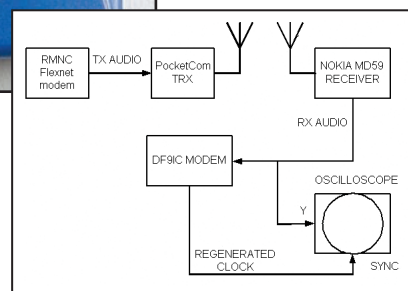 RMNC
Flexnet
modem
TX AUDIO
PocketCom
TRX
NOKIA MD59
RECEIVER
RX AUDIO
DF9IC MODEM
OSCILLOSCOPE
Y
REGENERATED
CLOCK
SYNC